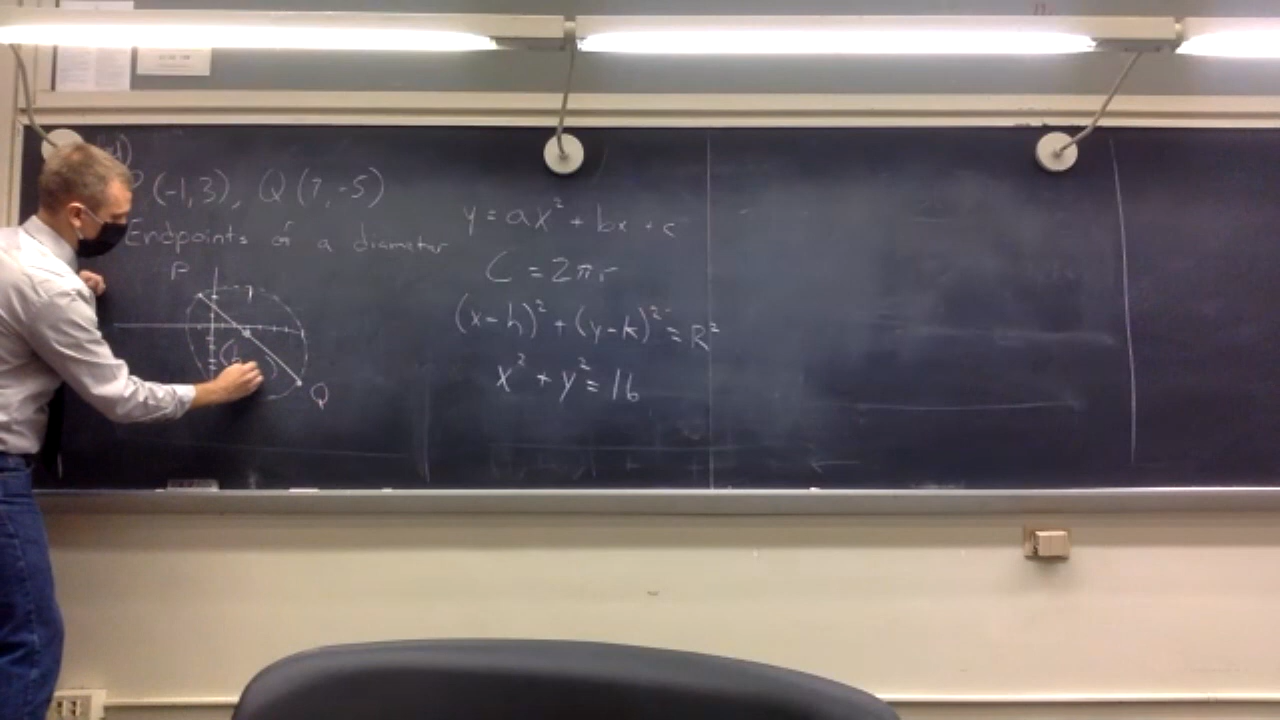 P(-1,3), Q(7,-5)
Endpoints of a diameter
P
Q
y = ax² + bx + c
C = 2πr
(x-h)² + (y-k)² = R²
x² + y² = 16